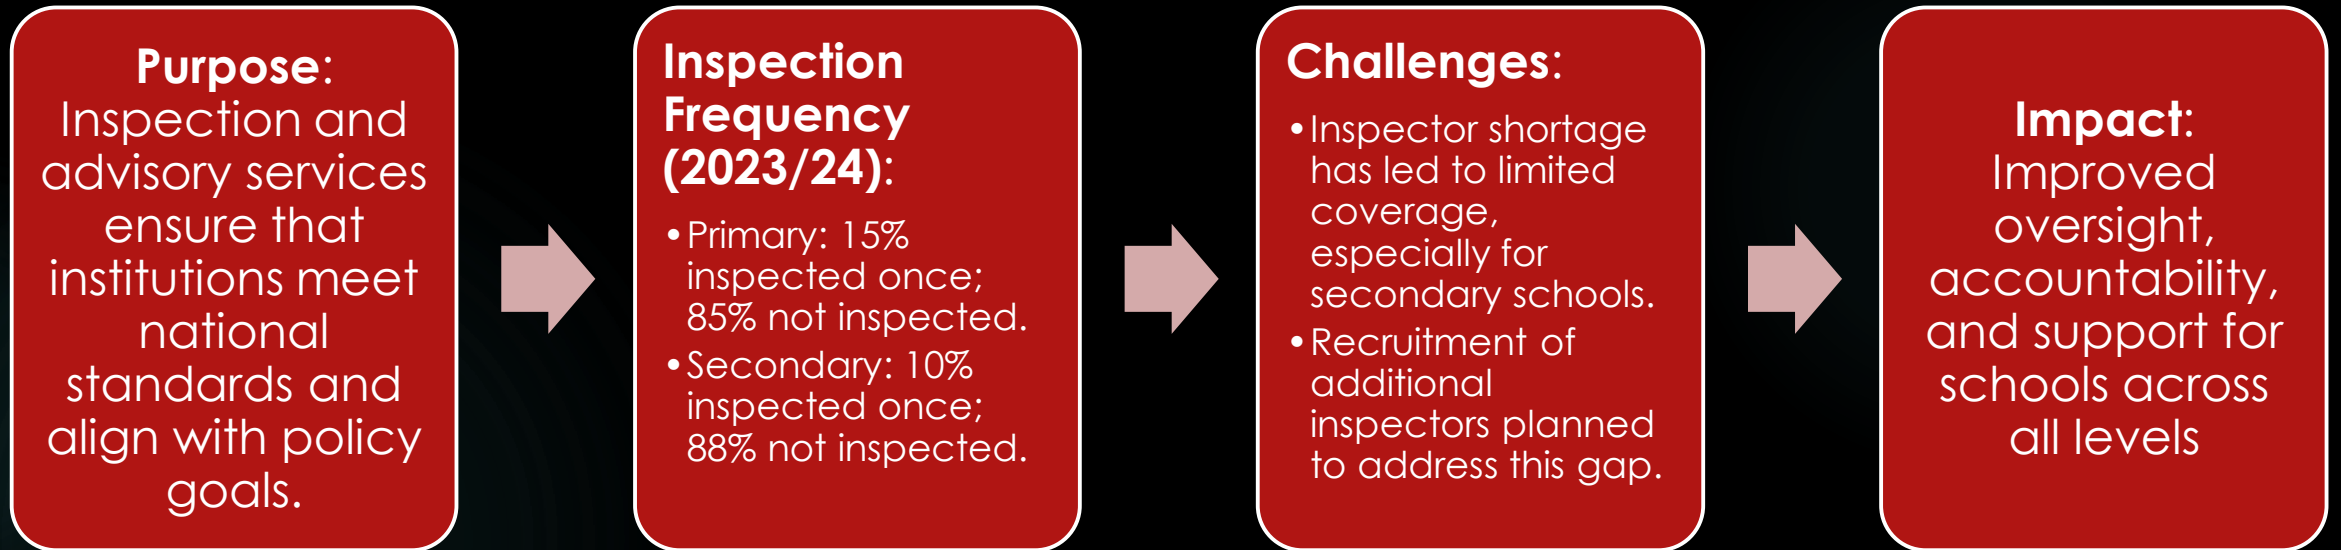 Purpose:
Inspection and
advisory services
ensure that
institutions meet
national
standards and
align with policy
goals.
Inspection
Frequency
(2023/24):
•Primary: 15%
inspected once;
85% not inspected.
•Secondary: 10%
inspected once;
88% not inspected.
Challenges:
•Inspector shortage
has led to limited
coverage,
especially for
secondary schools.
•Recruitment of
additional
inspectors planned
to address this gap.
Impact:
Improved
oversight,
accountability,
and support for
schools across
all levels